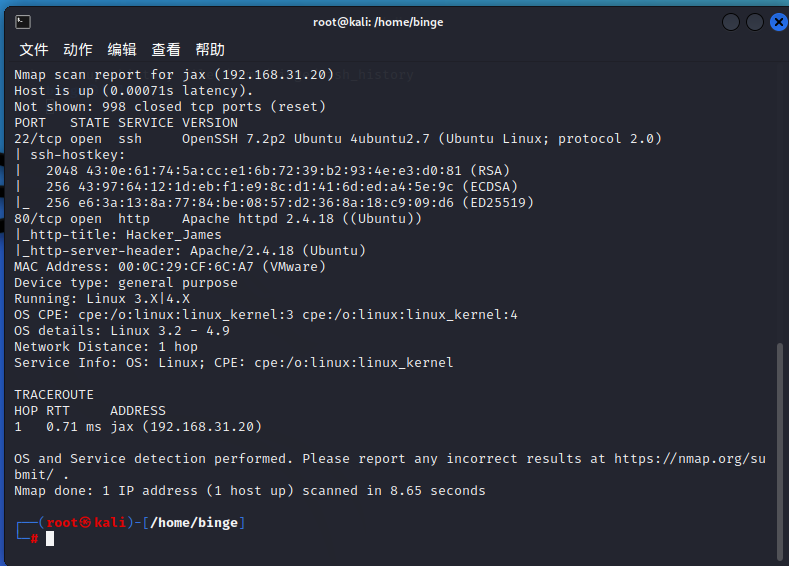 root@kali: /home/binge
文件 动作 编辑 查看 帮助
Nmap scan report for jax (192.168.31.20)sh_history
Host is up (0.00071s latency).
Not shown: 998 closed tcp ports (reset)
PORT   STATE SERVICE VERSION
22/tcp open  ssh     OpenSSH 7.2p2 Ubuntu 4ubuntu2.7 (Ubuntu Linux; protocol 2.0)
| ssh-hostkey:
|   2048 43:0e:61:74:5a:cc:e1:6b:72:39:b2:93:4e:e3:d0:81 (RSA)
|   256 43:97:64:12:1d:eb:f1:e9:8c:d1:41:6d:ed:a4:5e:9c (ECDSA)
|_  256 e6:3a:13:8a:77:84:be:08:57:d2:36:8a:18:c9:09:d6 (ED25519)
80/tcp open  http    Apache httpd 2.4.18 ((Ubuntu))
|_http-title: Hacker_James
|_http-server-header: Apache/2.4.18 (Ubuntu)
MAC Address: 00:0C:29:CF:6C:A7 (VMware)
Device type: general purpose
Running: Linux 3.X|4.X
OS CPE: cpe:/o:linux:linux_kernel:3 cpe:/o:linux:linux_kernel:4
OS details: Linux 3.2 - 4.9
Network Distance: 1 hop
Service Info: OS: Linux; CPE: cpe:/o:linux:linux_kernel
TRACEROUTE
HOP RTT     ADDRESS
1   0.71 ms jax (192.168.31.20)
OS and Service detection performed. Please report any incorrect results at https://nmap.org/su
bmit/ .
Nmap done: 1 IP address (1 host up) scanned in 8.65 seconds
┌──(root㉿kali)-[/home/binge]
└─#